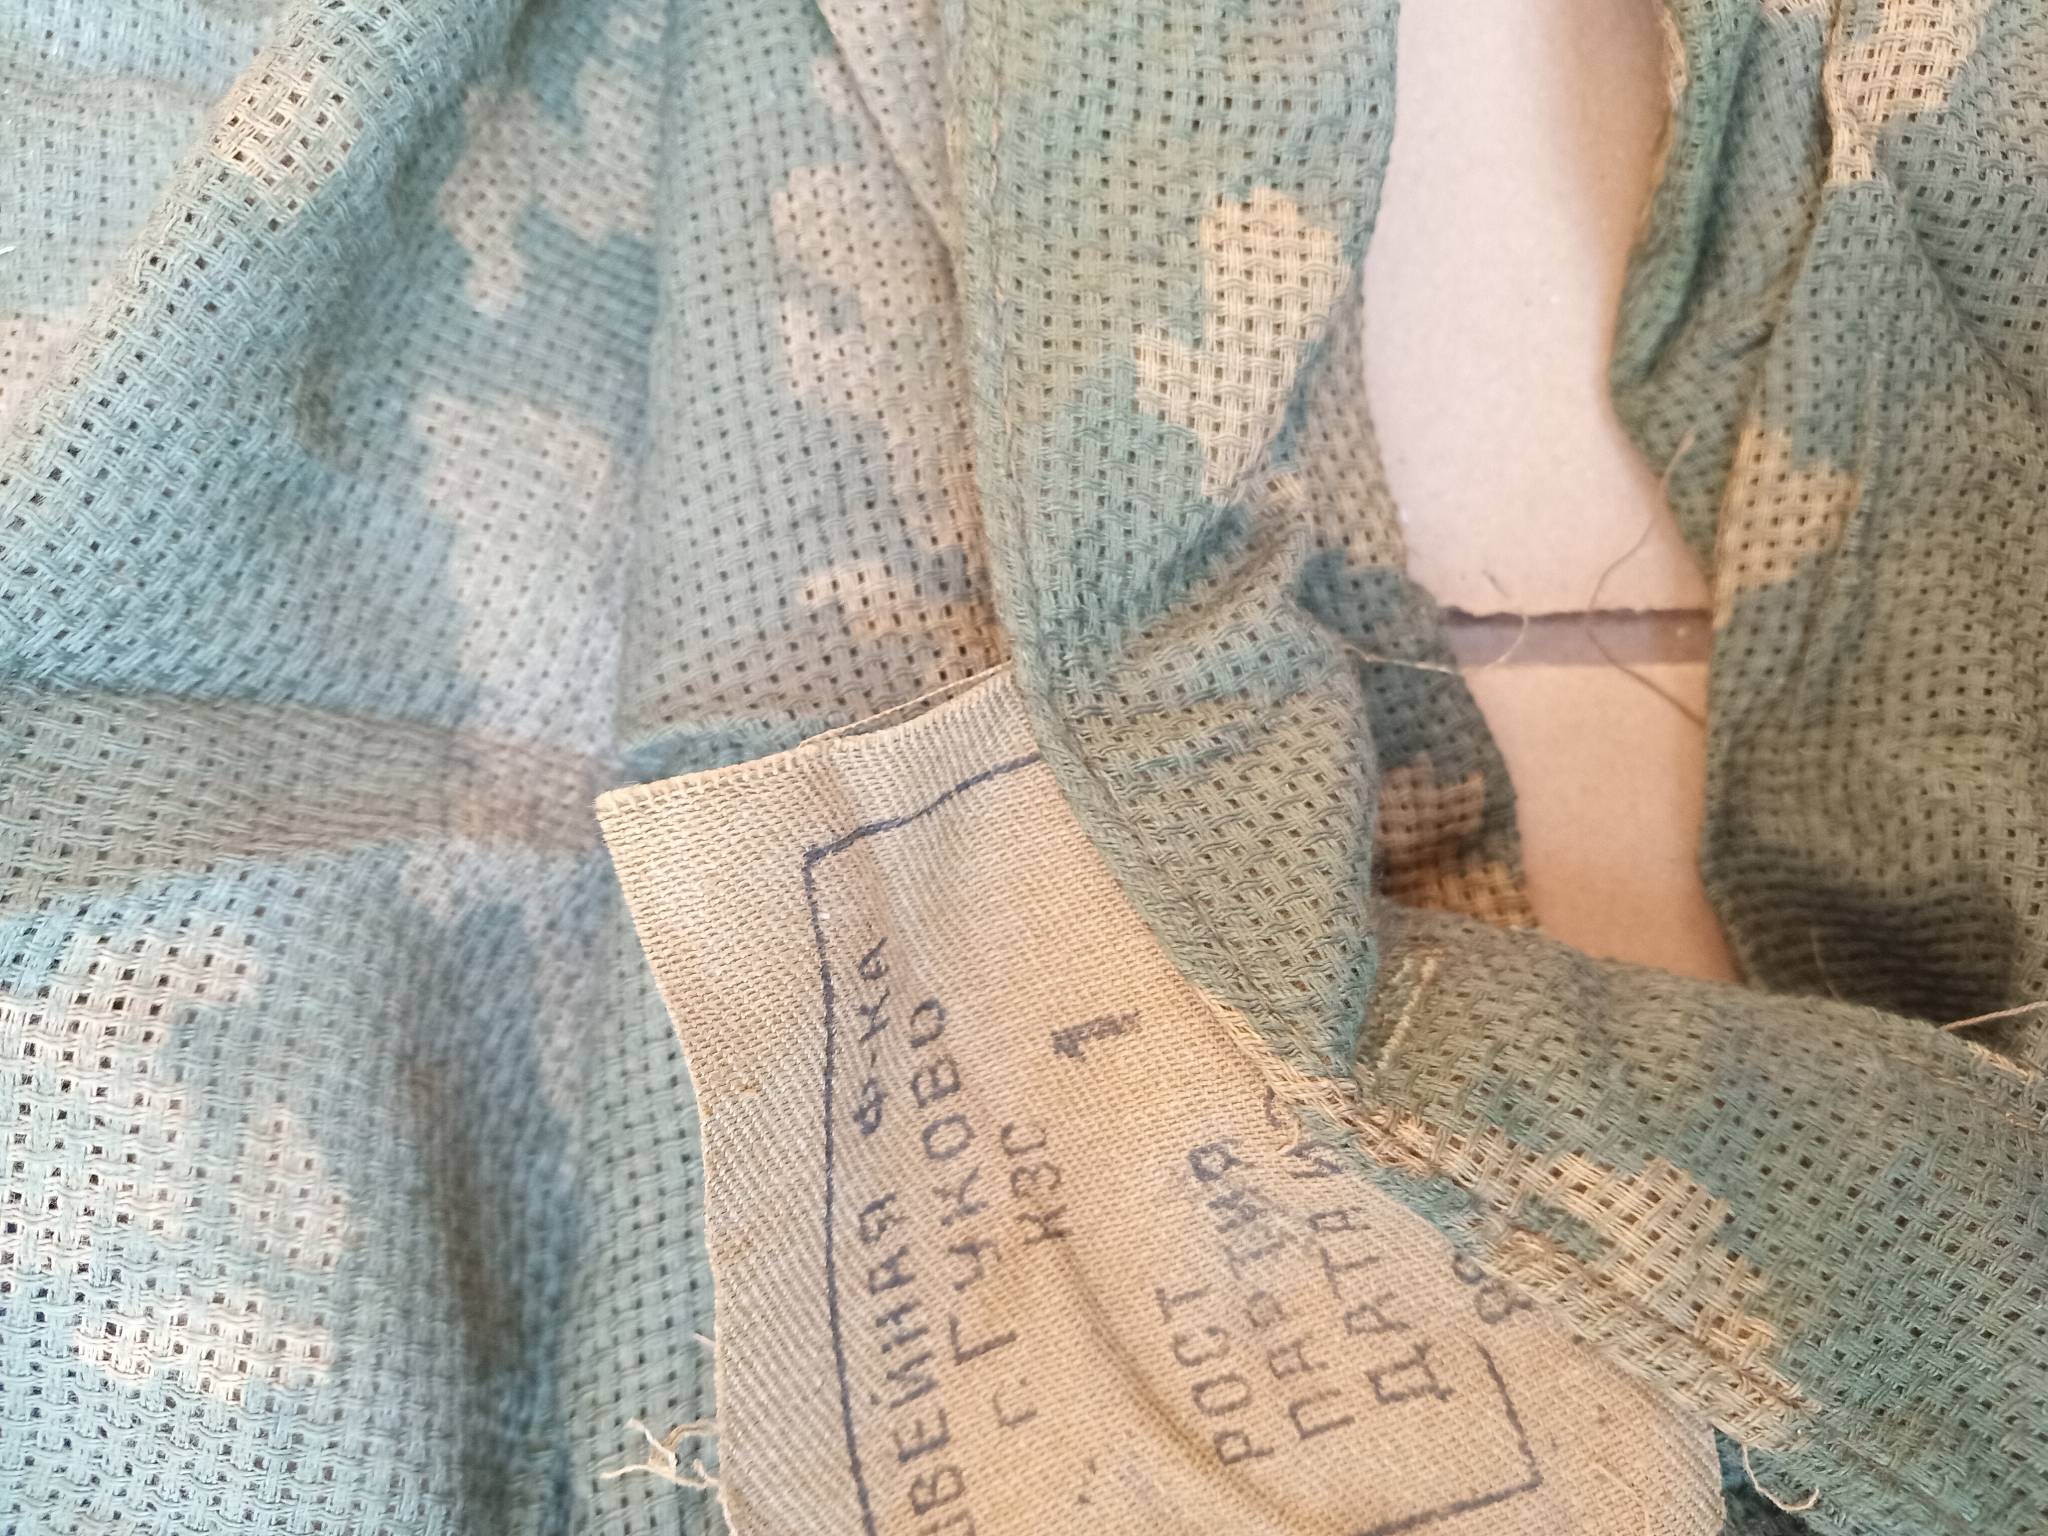 ШВЕЙНАЯ Ф-КА
Г. ГУКОВО
КЗС
РОСТ 1
ПАРТИЯ
ДАТА